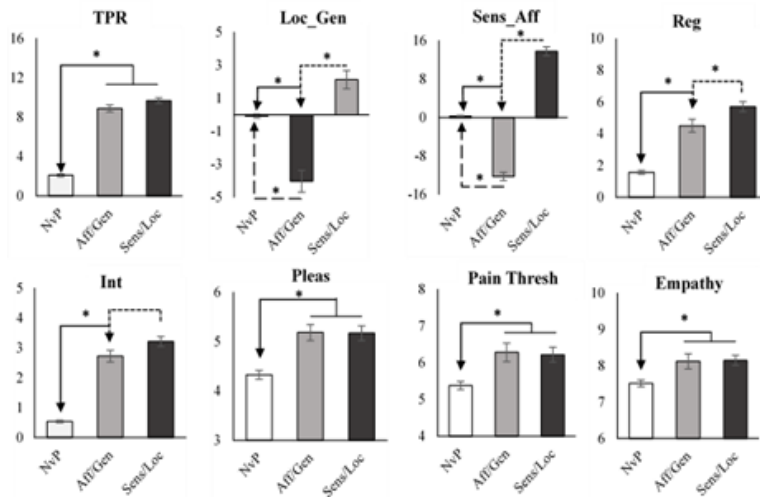 TPR
16
12
8
4
0
*
NvP
Aff/Gen
Sens/Loc
Loc_Gen
5
3
1
-1
-3
-5
*
*
*
NvP
Aff/Gen
Sens/Loc
Sens_Aff
16
8
0
-8
-16
*
*
*
NvP
Aff/Gen
Sens/Loc
Reg
8
6
4
2
0
*
*
NvP
Aff/Gen
Sens/Loc
Int
5
4
3
2
1
0
*
*
NvP
Aff/Gen
Sens/Loc
Pleas
6
5
4
3
*
NvP
Aff/Gen
Sens/Loc
Pain Thresh
8
7
6
5
4
*
NvP
Aff/Gen
Sens/Loc
Empathy
10
9
8
7
6
*
NvP
Aff/Gen
Sens/Loc